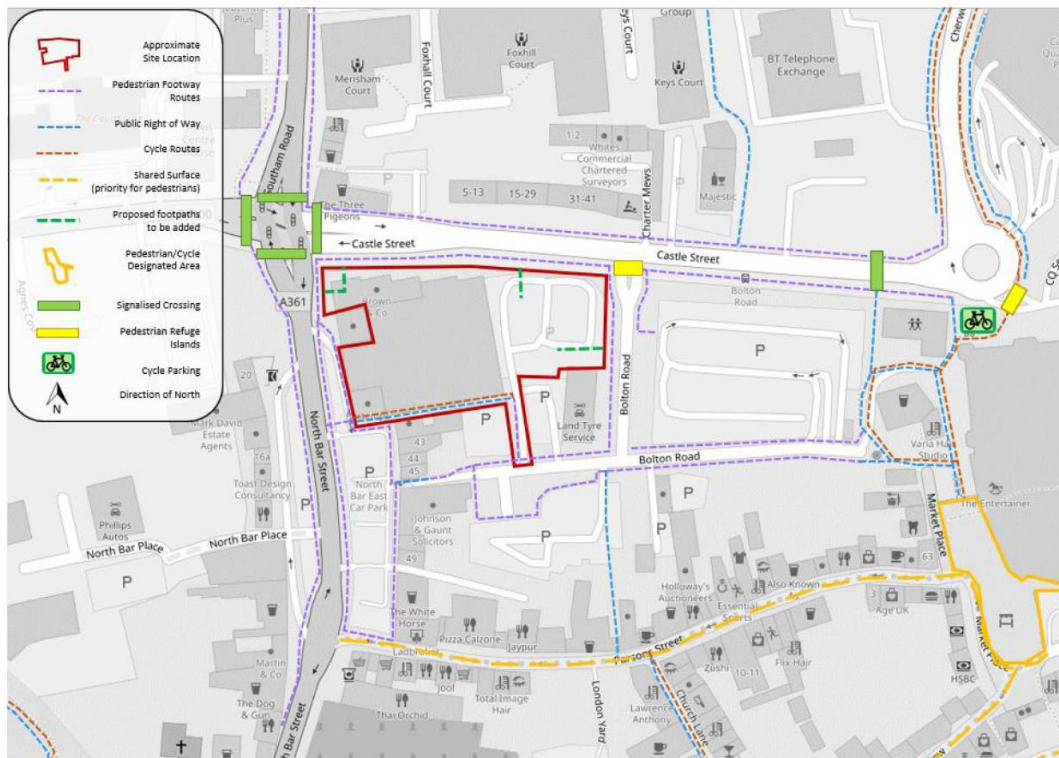 Approximate
Site Location
Pedestrian Footway
Routes
Public Right of Way
Cycle Routes
Shared Surface
(priority for pedestrians)
Proposed footpaths
to be added
Pedestrian/Cycle
Designated Area
Signalised Crossing
Pedestrian Refuge
Islands
Cycle Parking
Direction of North
N
Plus
Southam Road
Foxhall Court
Merisham
Court
Foxhill
Court
Group
Keys Court
BT Telephone
Exchange
1-2
Whites
Commercial
Chartered
Surveyors
5-13
15-29
31-41
Charter Mews
Majestic
P
The Three
Pigeons
Castle Street
Castle Street
Bolton
Road
A361
Brown
& Co
P
P
Bolton Road
Land Tyre
Service
P
P
20
Mark David
Estate
Agents
16a
Toast Design
Consultancy
North Bar Street
43
44
45
North
Bar East
Car Park
P
P
P
Johnson
& Gaunt
Solicitors
49
Bolton Road
P
P
P
Varia Hair
Studio
The Entertainer
Market Place
63
Phillips
Autos
P
North Bar Place
North Bar Place
Holloway's
Auctioneers
Also Known
Essential
Sports
3
Age UK
Market Place
HSBC
The White
Horse
Ladbrokes
Pizza Calzone
Jaypur
Parsons Street
Zushi
10-11
Flix Hair
Martin
& Co
The Dog
& Gun
Joof
Total Image
Hair
Thai Orchid
London Yard
Lawrence
Anthony
Church Lane